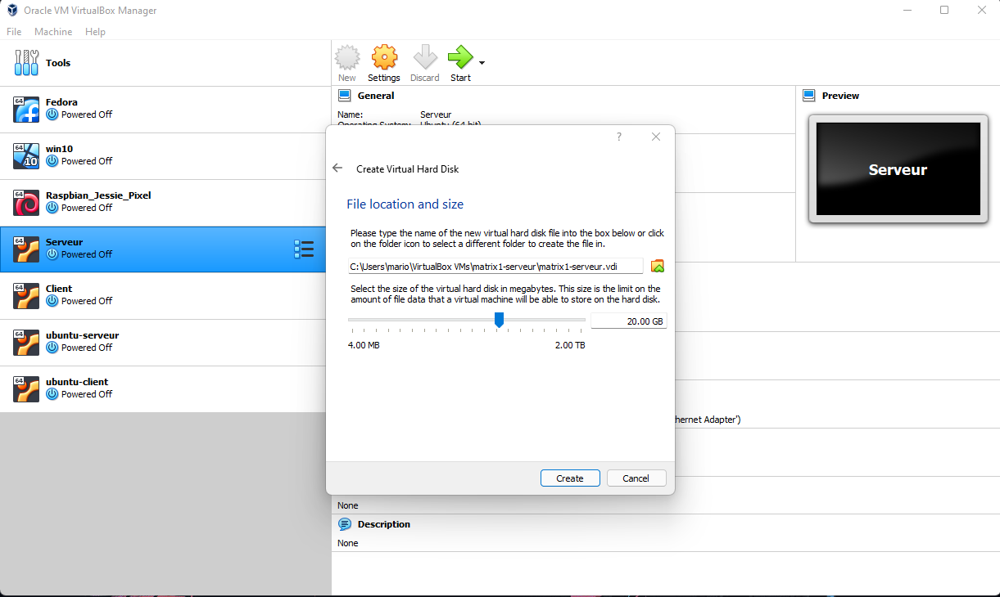 Oracle VM VirtualBox Manager
File Machine Help
Tools
New Settings Discard Start
64
Fedora
Powered Off
64
10
win10
Powered Off
64
Raspbian_Jessie_Pixel
Powered Off
64
Serveur
Powered Off
64
Client
Powered Off
64
ubuntu-serveur
Powered Off
64
ubuntu-client
Powered Off
General
Name: Serveur
Operating System: Ubuntu (64-bit)
Preview
Serveur
?
Create Virtual Hard Disk
File location and size
Please type the name of the new virtual hard disk file into the box below or click
on the folder icon to select a different folder to create the file in.
C:\Users\mario\VirtualBox VMs\matrix1-serveur\matrix1-serveur.vdi
Select the size of the virtual hard disk in megabytes. This size is the limit on the
amount of file data that a virtual machine will be able to store on the hard disk.
20.00 GB
4.00 MB 2.00 TB
hernet Adapter')
Create Cancel
None
Description
None